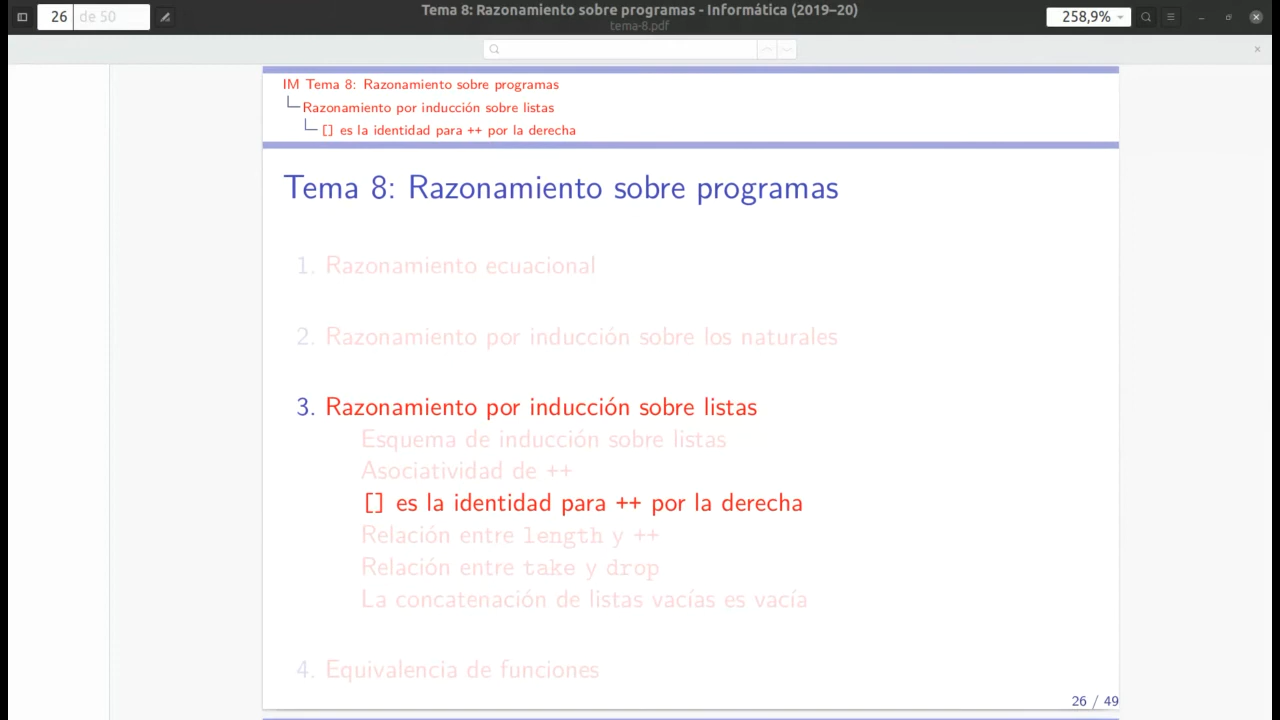 26 de 50
Tema 8: Razonamiento sobre programas - Informática (2019–20)
tema-8.pdf
258,9%
IM Tema 8: Razonamiento sobre programas
Razonamiento por inducción sobre listas
[] es la identidad para ++ por la derecha
Tema 8: Razonamiento sobre programas
1. Razonamiento ecuacional
2. Razonamiento por inducción sobre los naturales
3. Razonamiento por inducción sobre listas
Esquema de inducción sobre listas
Asociatividad de ++
[] es la identidad para ++ por la derecha
Relación entre length y ++
Relación entre take y drop
La concatenación de listas vacías es vacía
4. Equivalencia de funciones
26 / 49